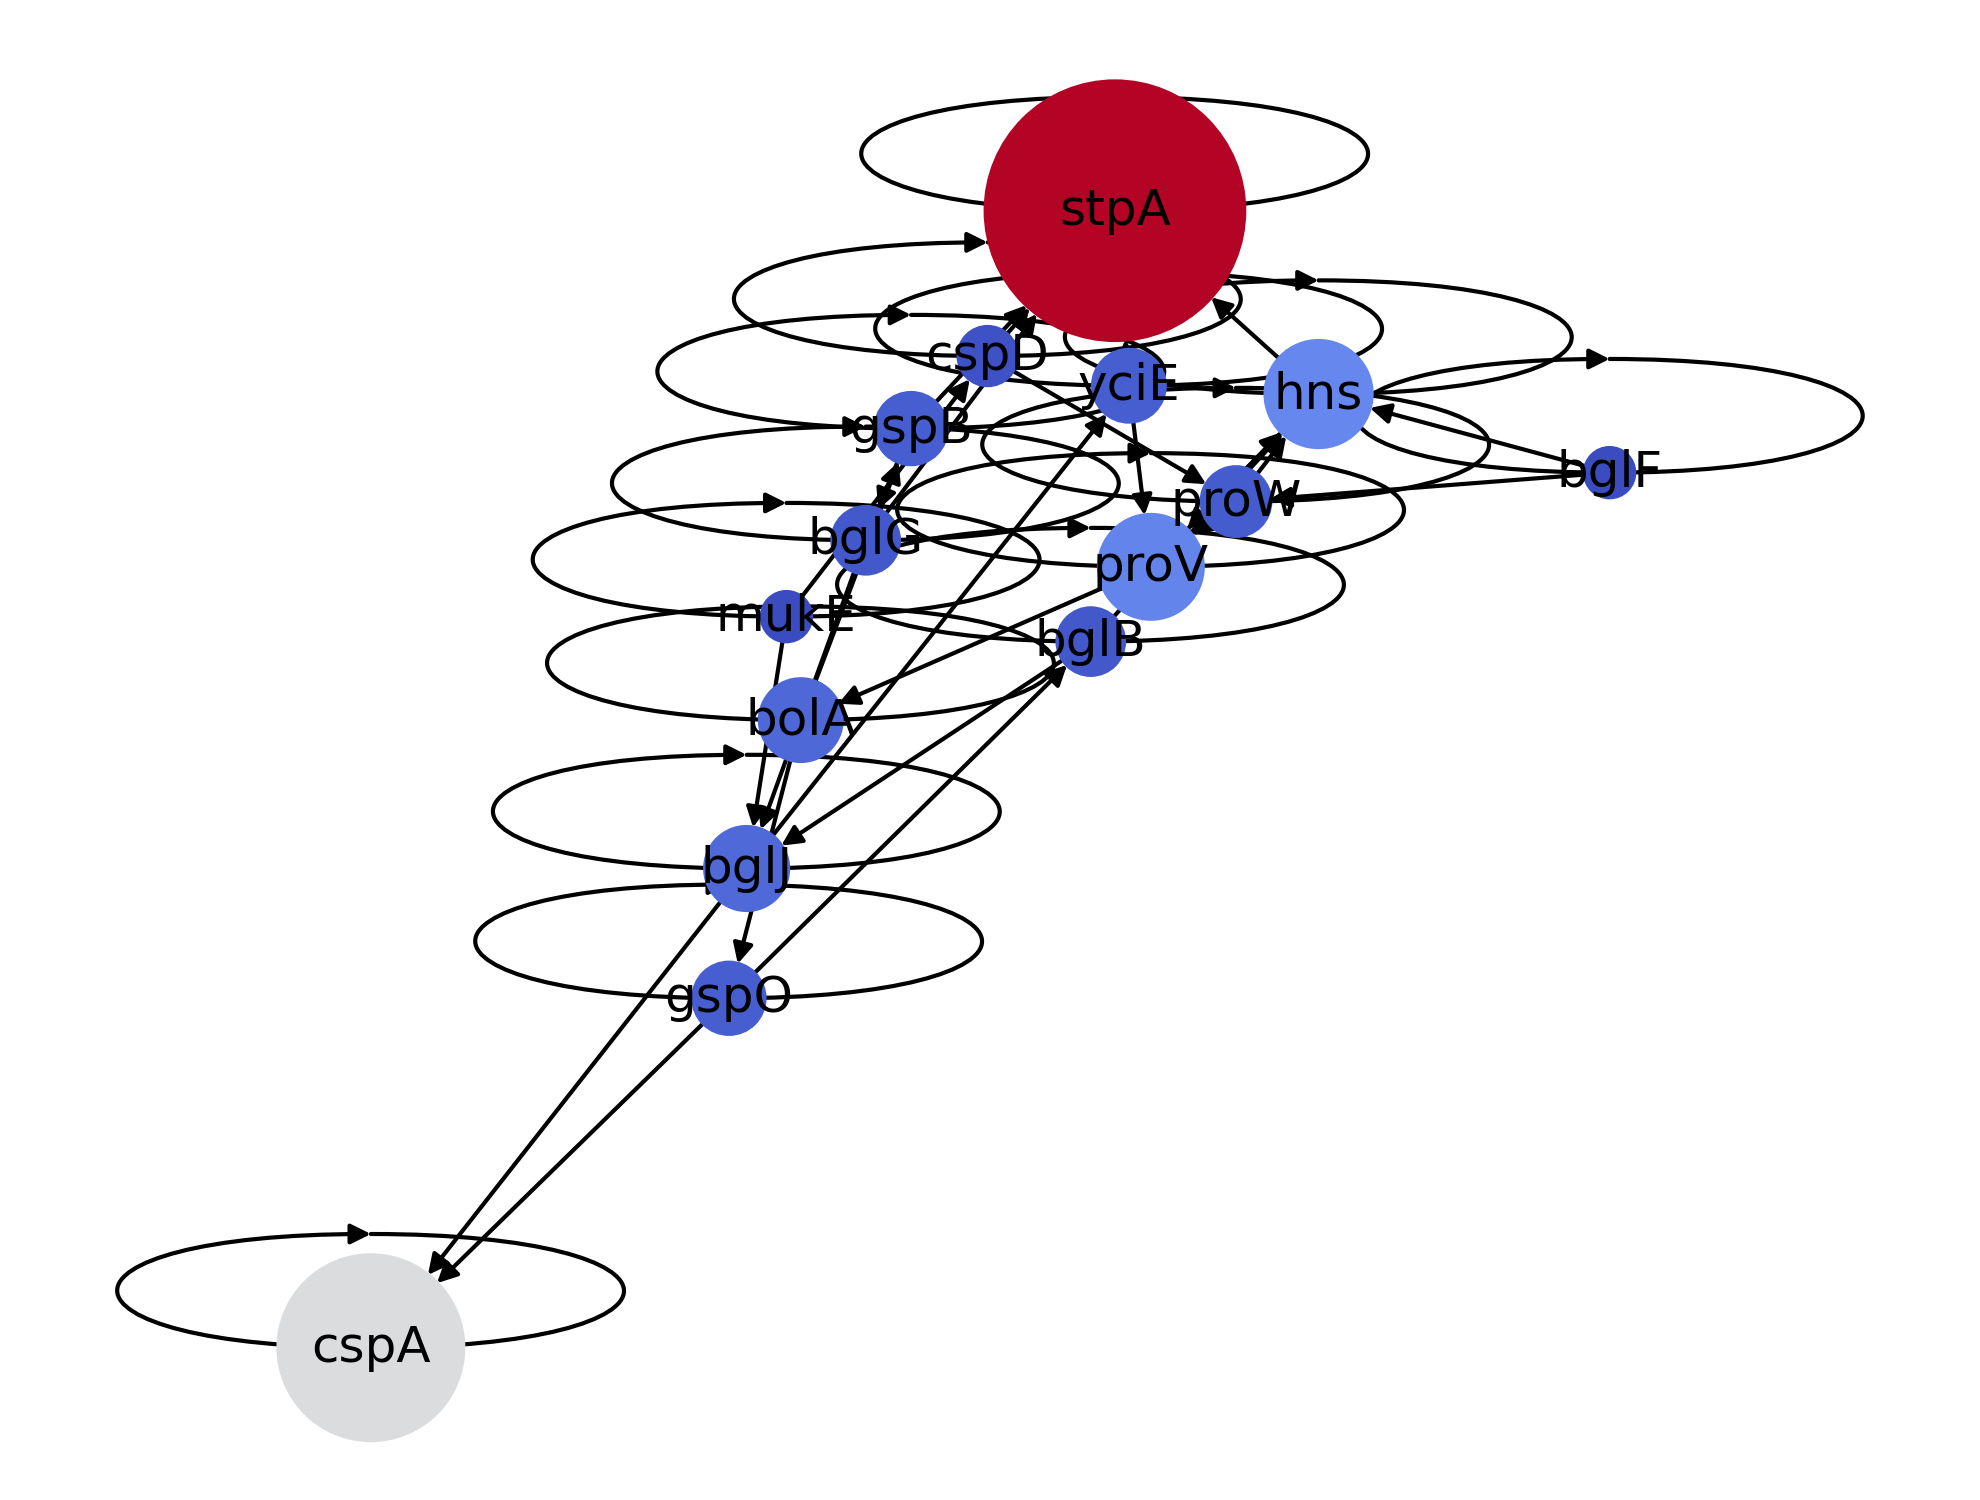 stpA
cspD
yciE
hns
gspB
bglF
proW
bglG
proV
mukE
bglB
bolA
bglJ
gspO
cspA